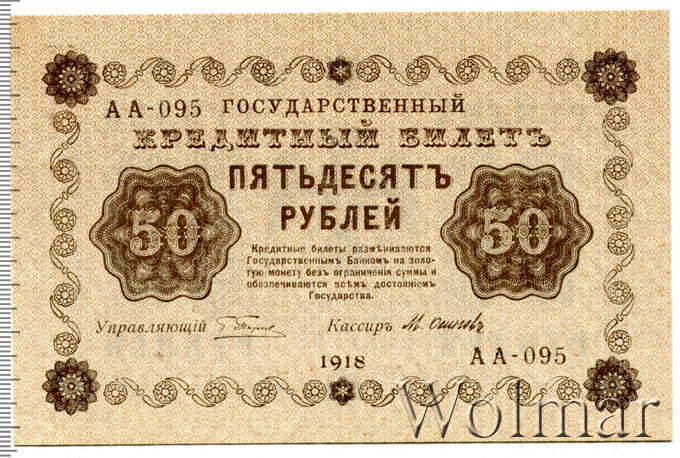 АА-095 ГОСУДАРСТВЕННЫЙ
КРЕДИТНЫЙ БИЛЕТЪ
ПЯТЬДЕСЯТЪ
РУБЛЕЙ
50
50
Кредитные билеты размѣниваются
Государственнымъ Банкомъ на золо-
тую монету безъ ограниченія суммы и
обезпечиваются всѣмъ достояніемъ
Государства.
Управляющій
Кассиръ
1918
АА-095
Wolmar